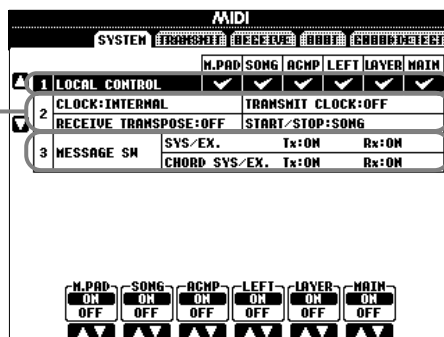 MIDI
SYSTEM TRANSMIT RECEIVE ROOT CHORD DETECT
M.PAD SONG ACMP LEFT LAYER MAIN
1 LOCAL CONTROL
2 CLOCK:INTERNAL TRANSMIT CLOCK:OFF
RECEIVE TRANSPOSE:OFF START/STOP:SONG
3 MESSAGE SW SYS/EX. Tx:ON Rx:ON
CHORD SYS/EX. Tx:ON Rx:ON
M.PAD SONG ACMP LEFT LAYER MAIN
ON ON ON ON ON ON
OFF OFF OFF OFF OFF OFF